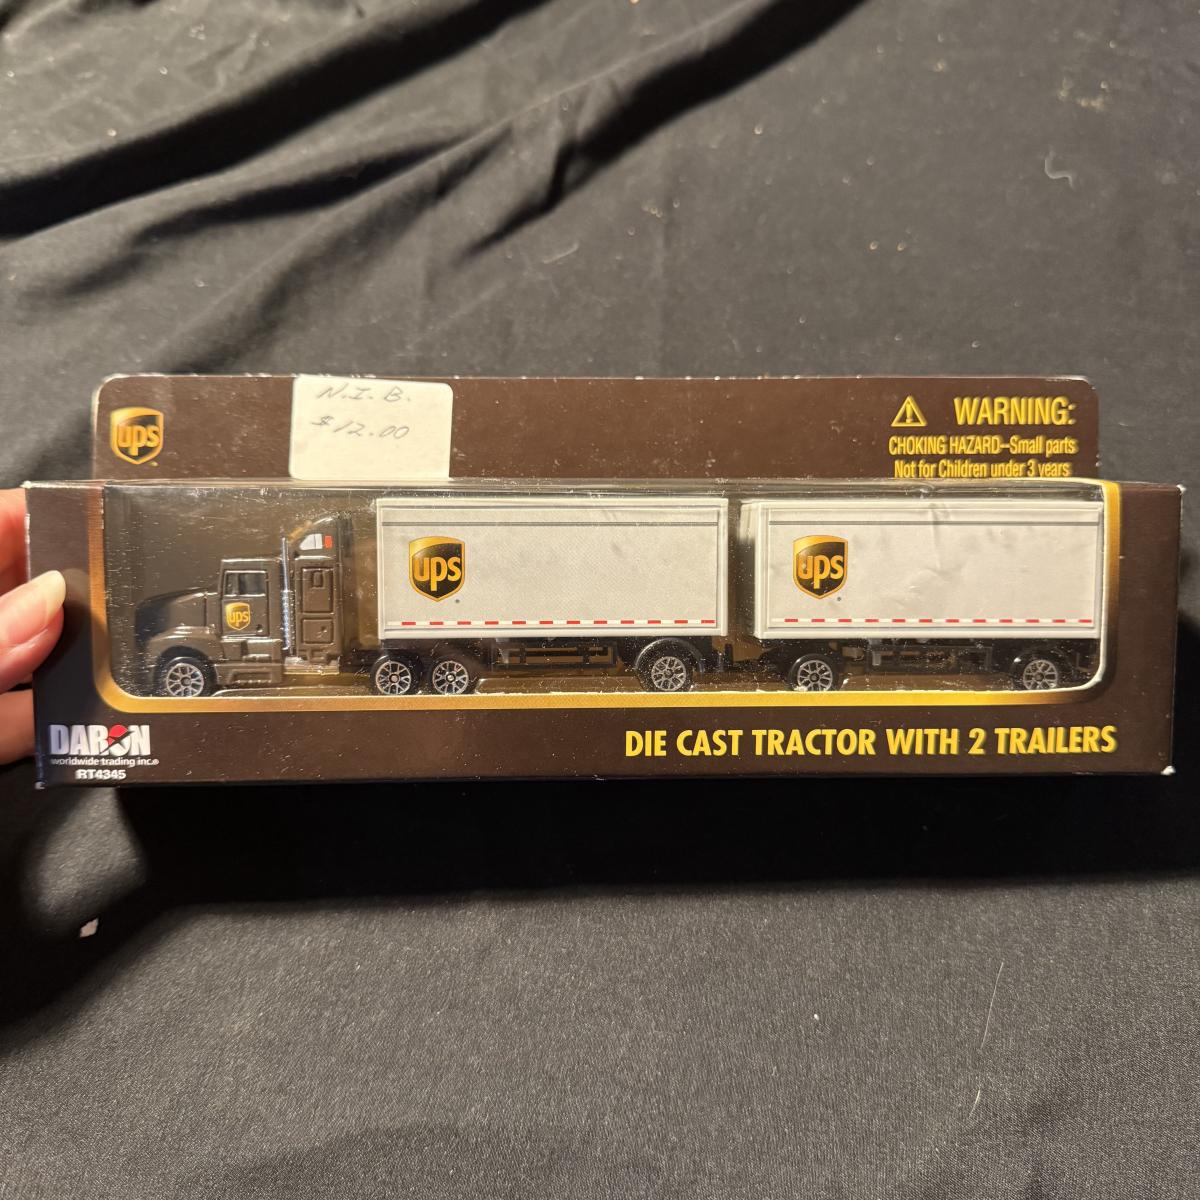 N.I.B.
$12.00
ups
WARNING:
CHOKING HAZARD--Small parts
Not for Children under 3 years
ups
ups
ups
DARON
worldwide trading inc.®
RT4345
DIE CAST TRACTOR WITH 2 TRAILERS